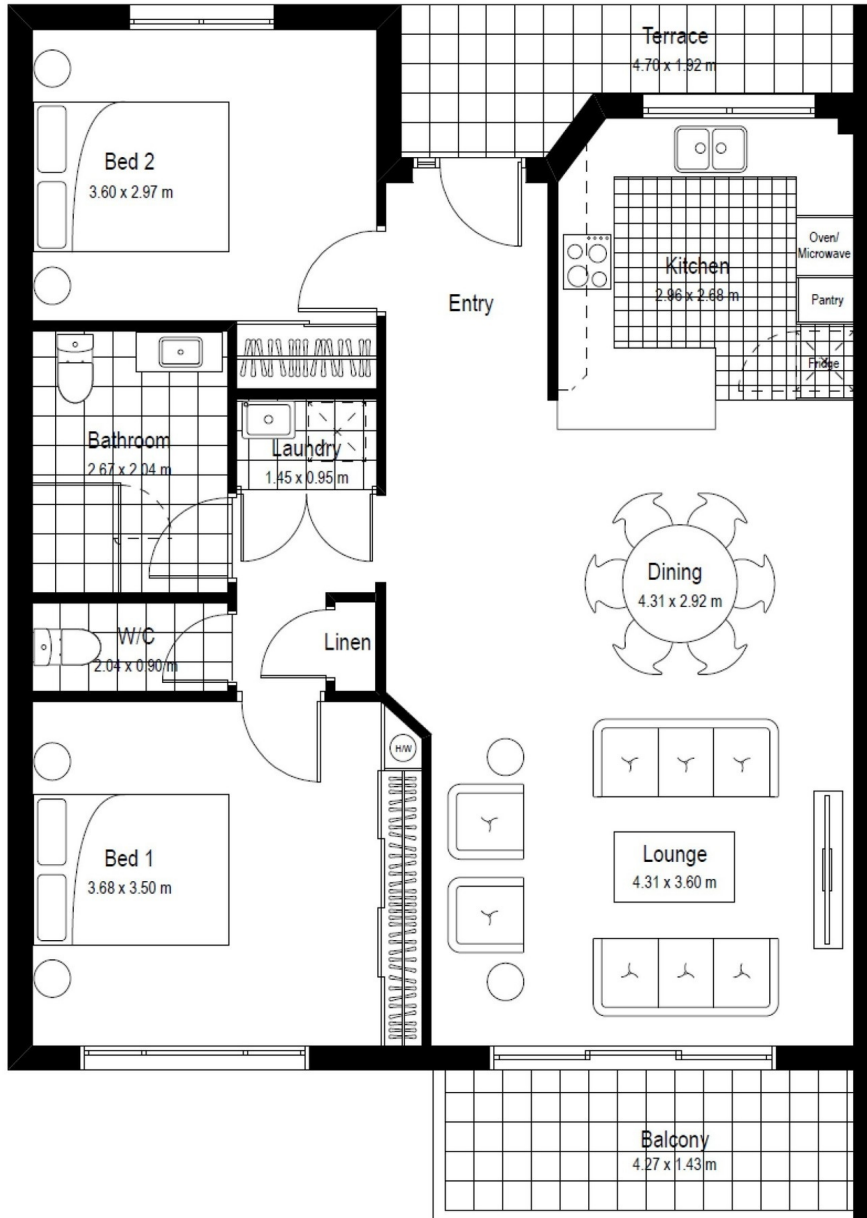 Terrace
4.70 x 1.92 m
Bed 2
3.60 x 2.97 m
Oven/
Microwave
Kitchen
2.96 x 2.68 m
Pantry
Entry
Fridge
Bathroom
2.67 x 2.04 m
Laundry
1.45 x 0.95 m
Dining
4.31 x 2.92 m
W/C
2.04 x 0.90 m
Linen
H/W
Bed 1
3.68 x 3.50 m
Lounge
4.31 x 3.60 m
Balcony
4.27 x 1.43 m